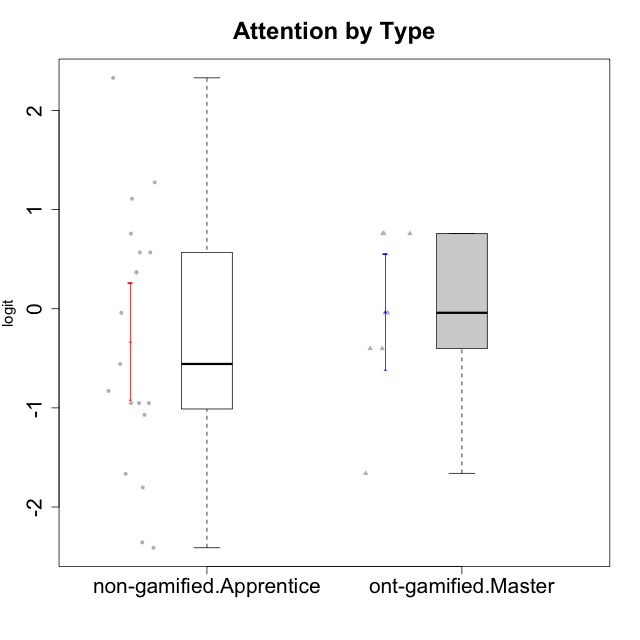 Attention by Type
logit
2
1
0
-1
-2
non-gamified.Apprentice
ont-gamified.Master